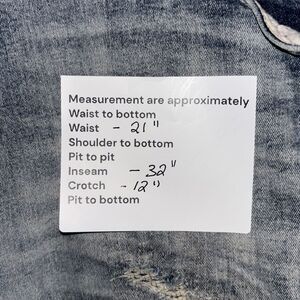 Measurement are approximately
Waist to bottom
Waist - 21"
Shoulder to bottom
Pit to pit
Inseam - 32"
Crotch - 12"
Pit to bottom